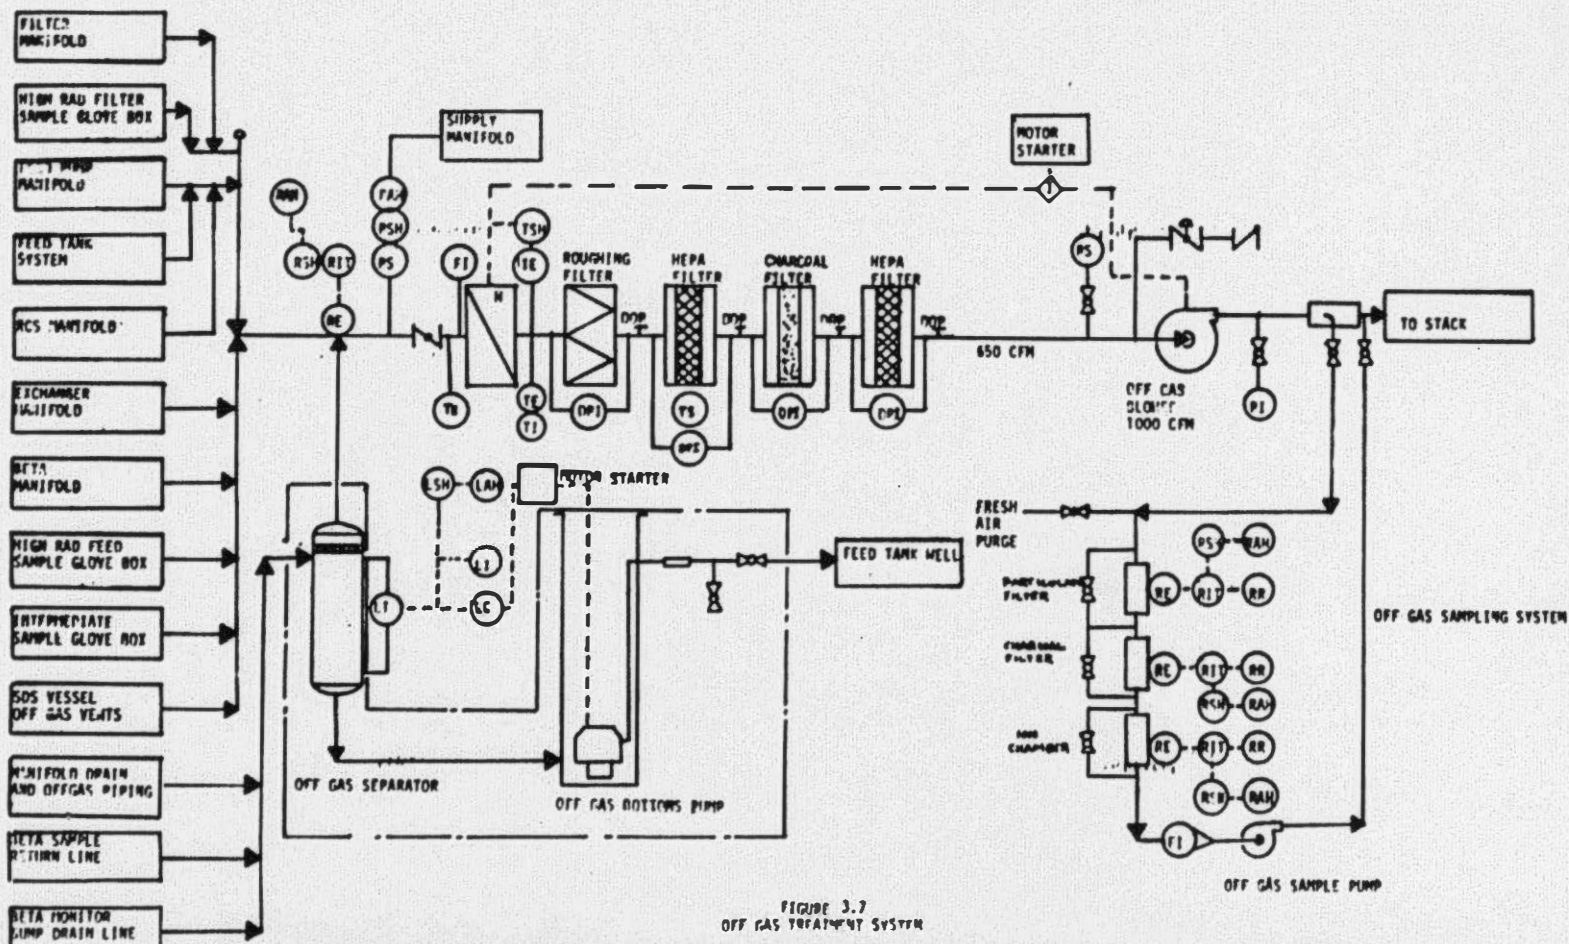 FILTER
MANIFOLD
HIGH RAD FILTER
SAMPLE GLOVE BOX
MANIFOLD
FEED TANK
SYSTEM
RCS MANIFOLD
EXCHANGER
MANIFOLD
BETA
MANIFOLD
HIGH RAD FEED
SAMPLE GLOVE BOX
INTERMEDIATE
SAMPLE GLOVE BOX
SDS VESSEL
OFF GAS VENTS
MANIFOLD DRAIN
AND OFFGAS PIPING
BETA SAMPLE
RETURN LINE
BETA MONITOR
SUMP DRAIN LINE
SUPPLY
MANIFOLD
MOTOR
STARTER
RAM
RSH
RIT
RE
PAH
PSH
PS
FI
H
TSH
TE
TE
TE
TI
ROUGHING
FILTER
DPI
DOP
HEPA
FILTER
TS
DPI
DOP
CHARCOAL
FILTER
DPI
DOP
HEPA
FILTER
DPI
DOP
650 CFM
PS
OFF GAS
BLOWER
1000 CFM
PI
TO STACK
LSH
LAH
MOTOR STARTER
LI
LT
LC
FEED TANK WELL
OFF GAS SEPARATOR
OFF GAS BOTTOMS PUMP
FRESH
AIR
PURGE
PARTICULATE
FILTER
RE
RIT
RR
RAH
CHARCOAL
FILTER
RE
RIT
RR
RSH
RAH
CHAMBER
RE
RIT
RR
RSH
RAH
FI
OFF GAS SAMPLING SYSTEM
OFF GAS SAMPLE PUMP
FIGURE 3.7
OFF GAS TREATMENT SYSTEM